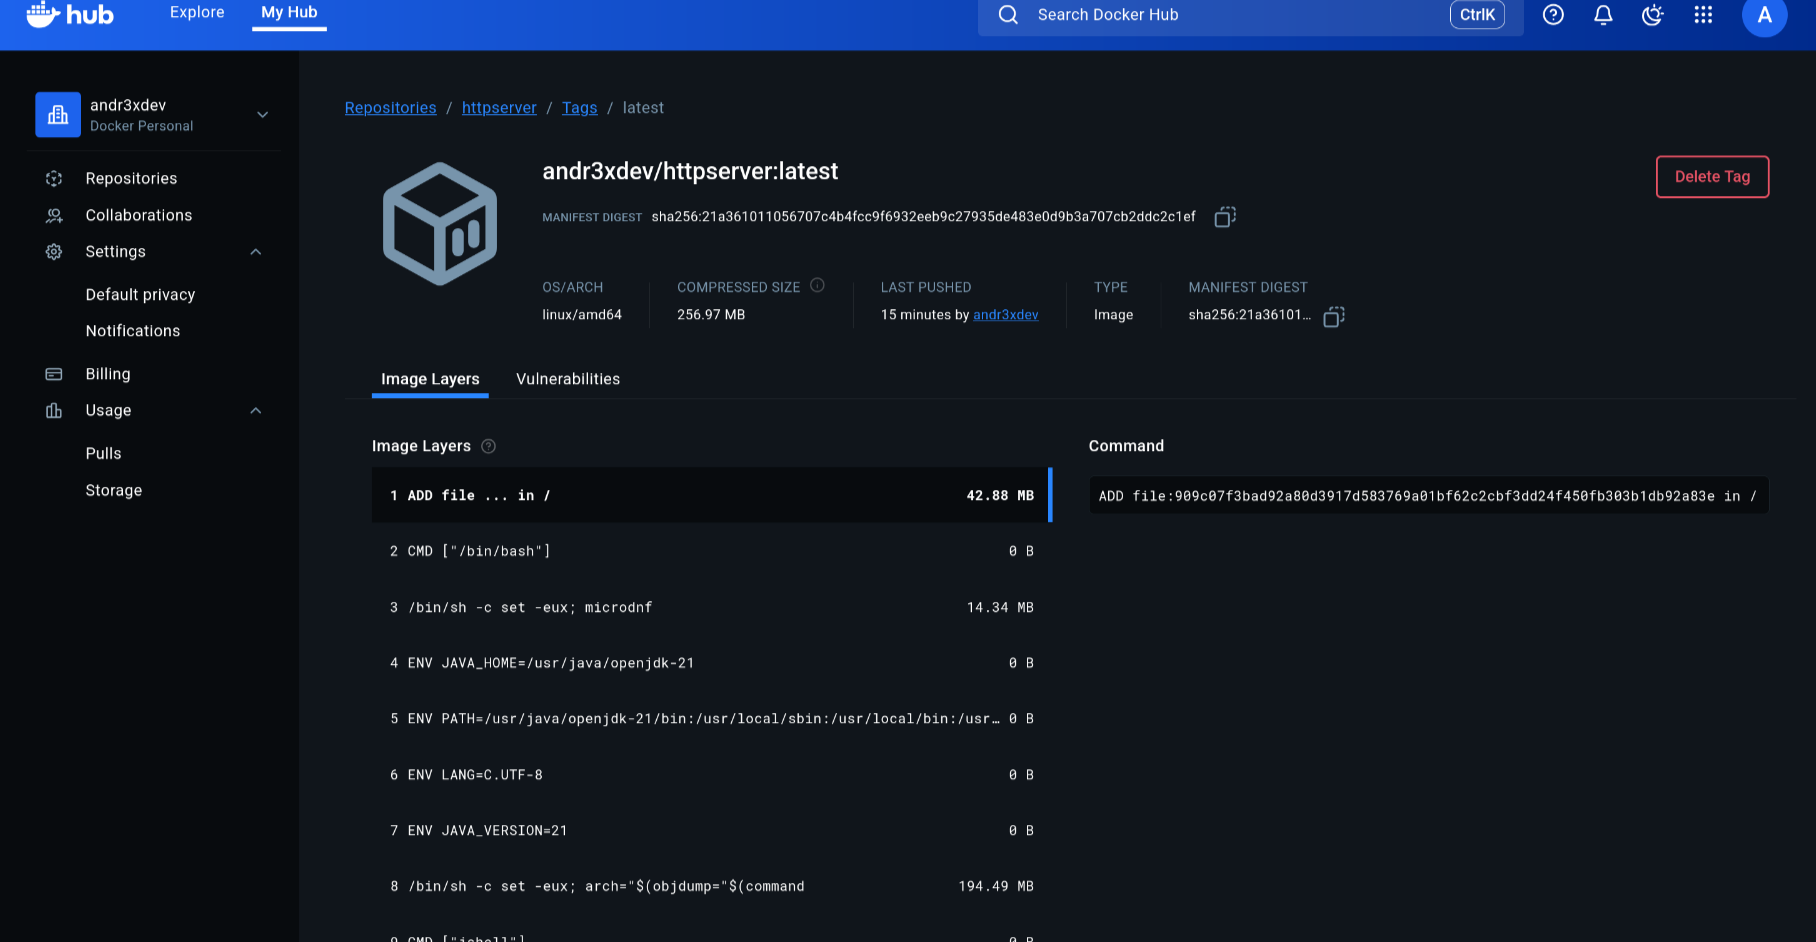 hub Explore My Hub Search Docker Hub CtrlK A
andr3xdev
Docker Personal
Repositories
Collaborations
Settings
Default privacy
Notifications
Billing
Usage
Pulls
Storage
Repositories / httpserver / Tags / latest
andr3xdev/httpserver:latest
Delete Tag
MANIFEST DIGEST sha256:21a361011056707c4b4fcc9f6932eeb9c27935de483e0d9b3a707cb2ddc2c1ef
OS/ARCH COMPRESSED SIZE LAST PUSHED TYPE MANIFEST DIGEST
linux/amd64 256.97 MB 15 minutes by andr3xdev Image sha256:21a36101...
Image Layers Vulnerabilities
Image Layers
1 ADD file ... in / 42.88 MB
2 CMD ["/bin/bash"] 0 B
3 /bin/sh -c set -eux; microdnf 14.34 MB
4 ENV JAVA_HOME=/usr/java/openjdk-21 0 B
5 ENV PATH=/usr/java/openjdk-21/bin:/usr/local/sbin:/usr/local/bin:/usr… 0 B
6 ENV LANG=C.UTF-8 0 B
7 ENV JAVA_VERSION=21 0 B
8 /bin/sh -c set -eux; arch="$(objdump="$(command 194.49 MB
9 CMD ["jshell"] 0 B
Command
ADD file:909c07f3bad92a80d3917d583769a01bf62c2cbf3dd24f450fb303b1db92a83e in /